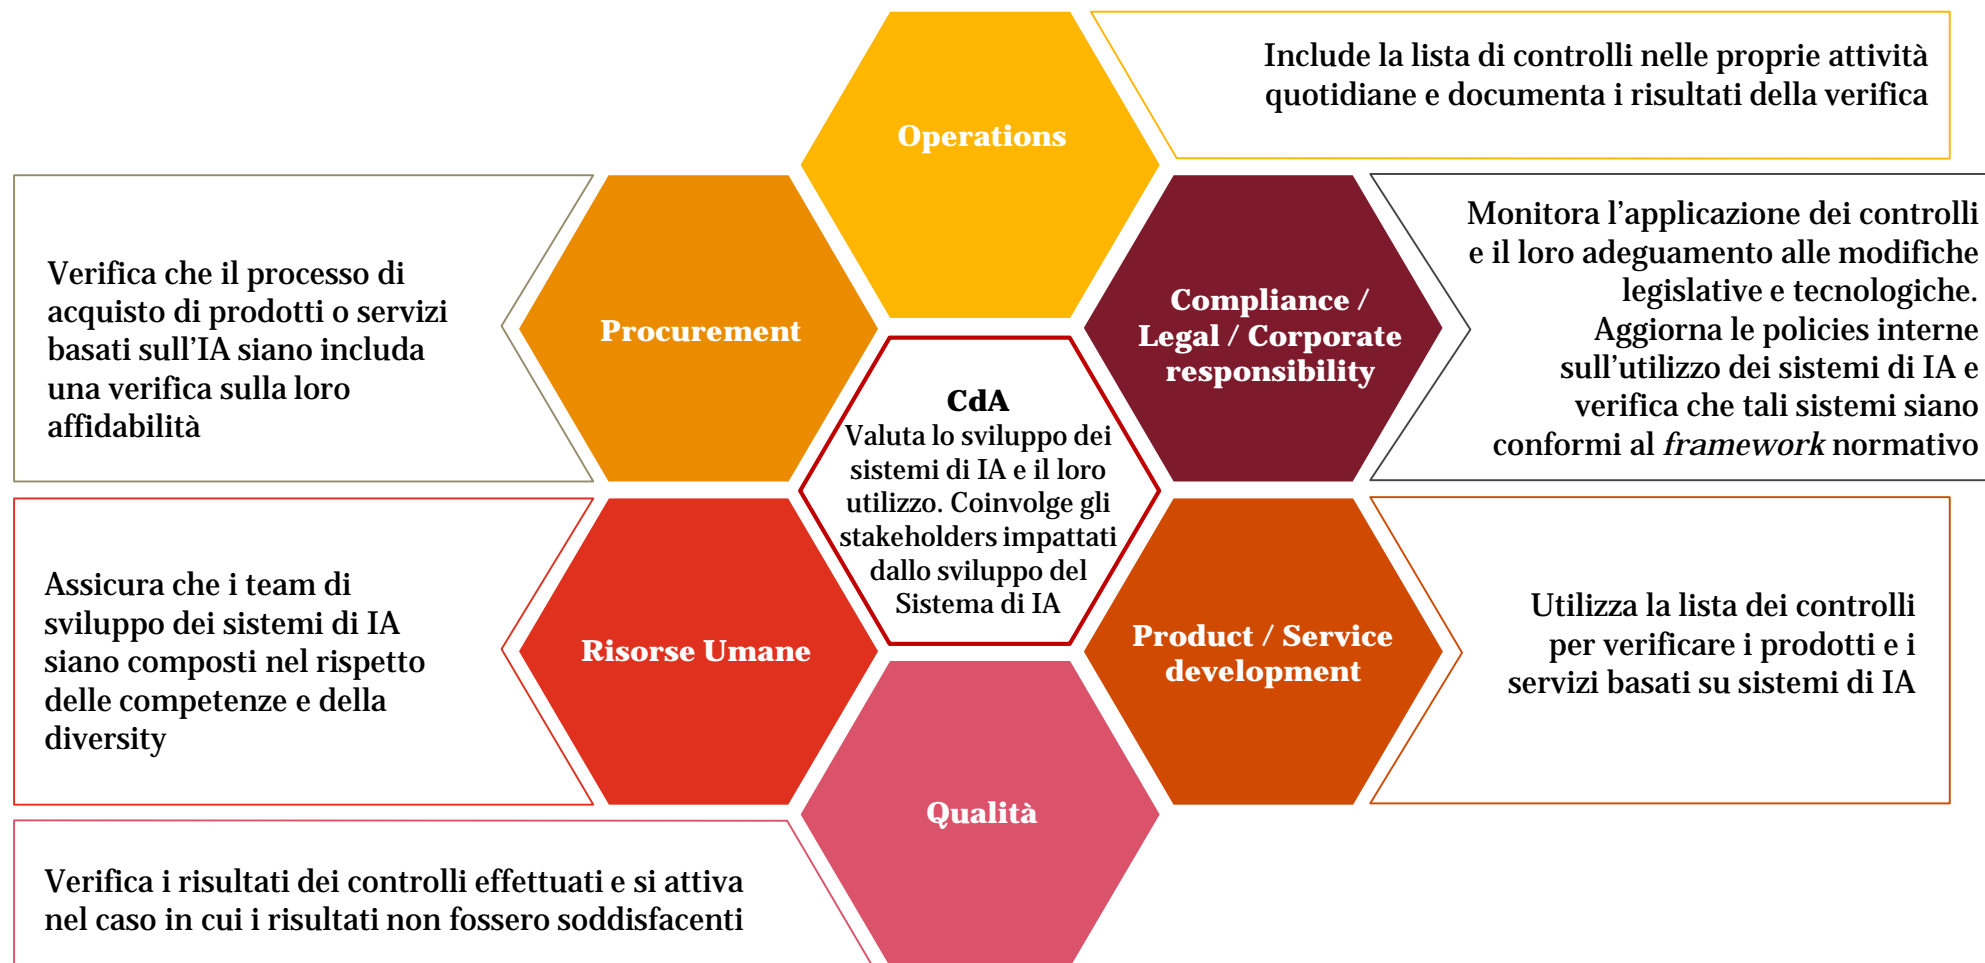 Operations
Include la lista di controlli nelle proprie attività
quotidiane e documenta i risultati della verifica
Procurement
Verifica che il processo di
acquisto di prodotti o servizi
basati sull’IA siano includa
una verifica sulla loro
affidabilità
Compliance /
Legal / Corporate
responsibility
Monitora l’applicazione dei controlli
e il loro adeguamento alle modifiche
legislative e tecnologiche.
Aggiorna le policies interne
sull’utilizzo dei sistemi di IA e
verifica che tali sistemi siano
conformi al framework normativo
CdA
Valuta lo sviluppo dei
sistemi di IA e il loro
utilizzo. Coinvolge gli
stakeholders impattati
dallo sviluppo del
Sistema di IA
Risorse Umane
Assicura che i team di
sviluppo dei sistemi di IA
siano composti nel rispetto
delle competenze e della
diversity
Product / Service
development
Utilizza la lista dei controlli
per verificare i prodotti e i
servizi basati su sistemi di IA
Qualità
Verifica i risultati dei controlli effettuati e si attiva
nel caso in cui i risultati non fossero soddisfacenti